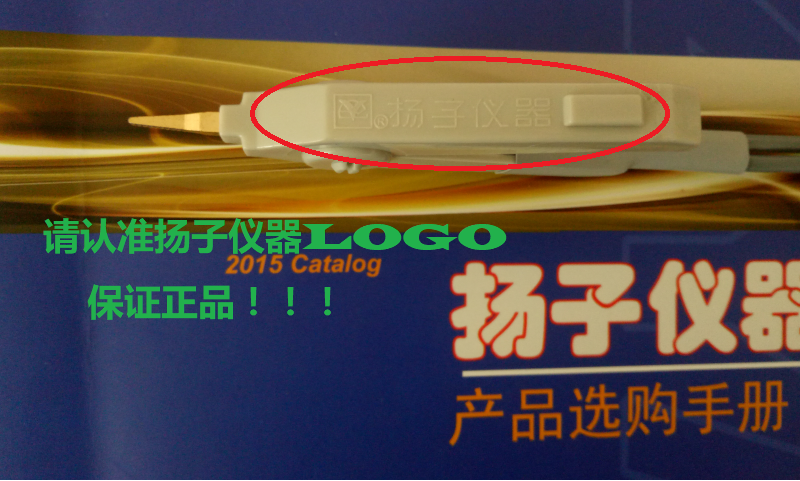 ®扬子仪器
请认准扬子仪器LOGO
2015 Catalog
保证正品！！！
扬子仪器
产品选购手册